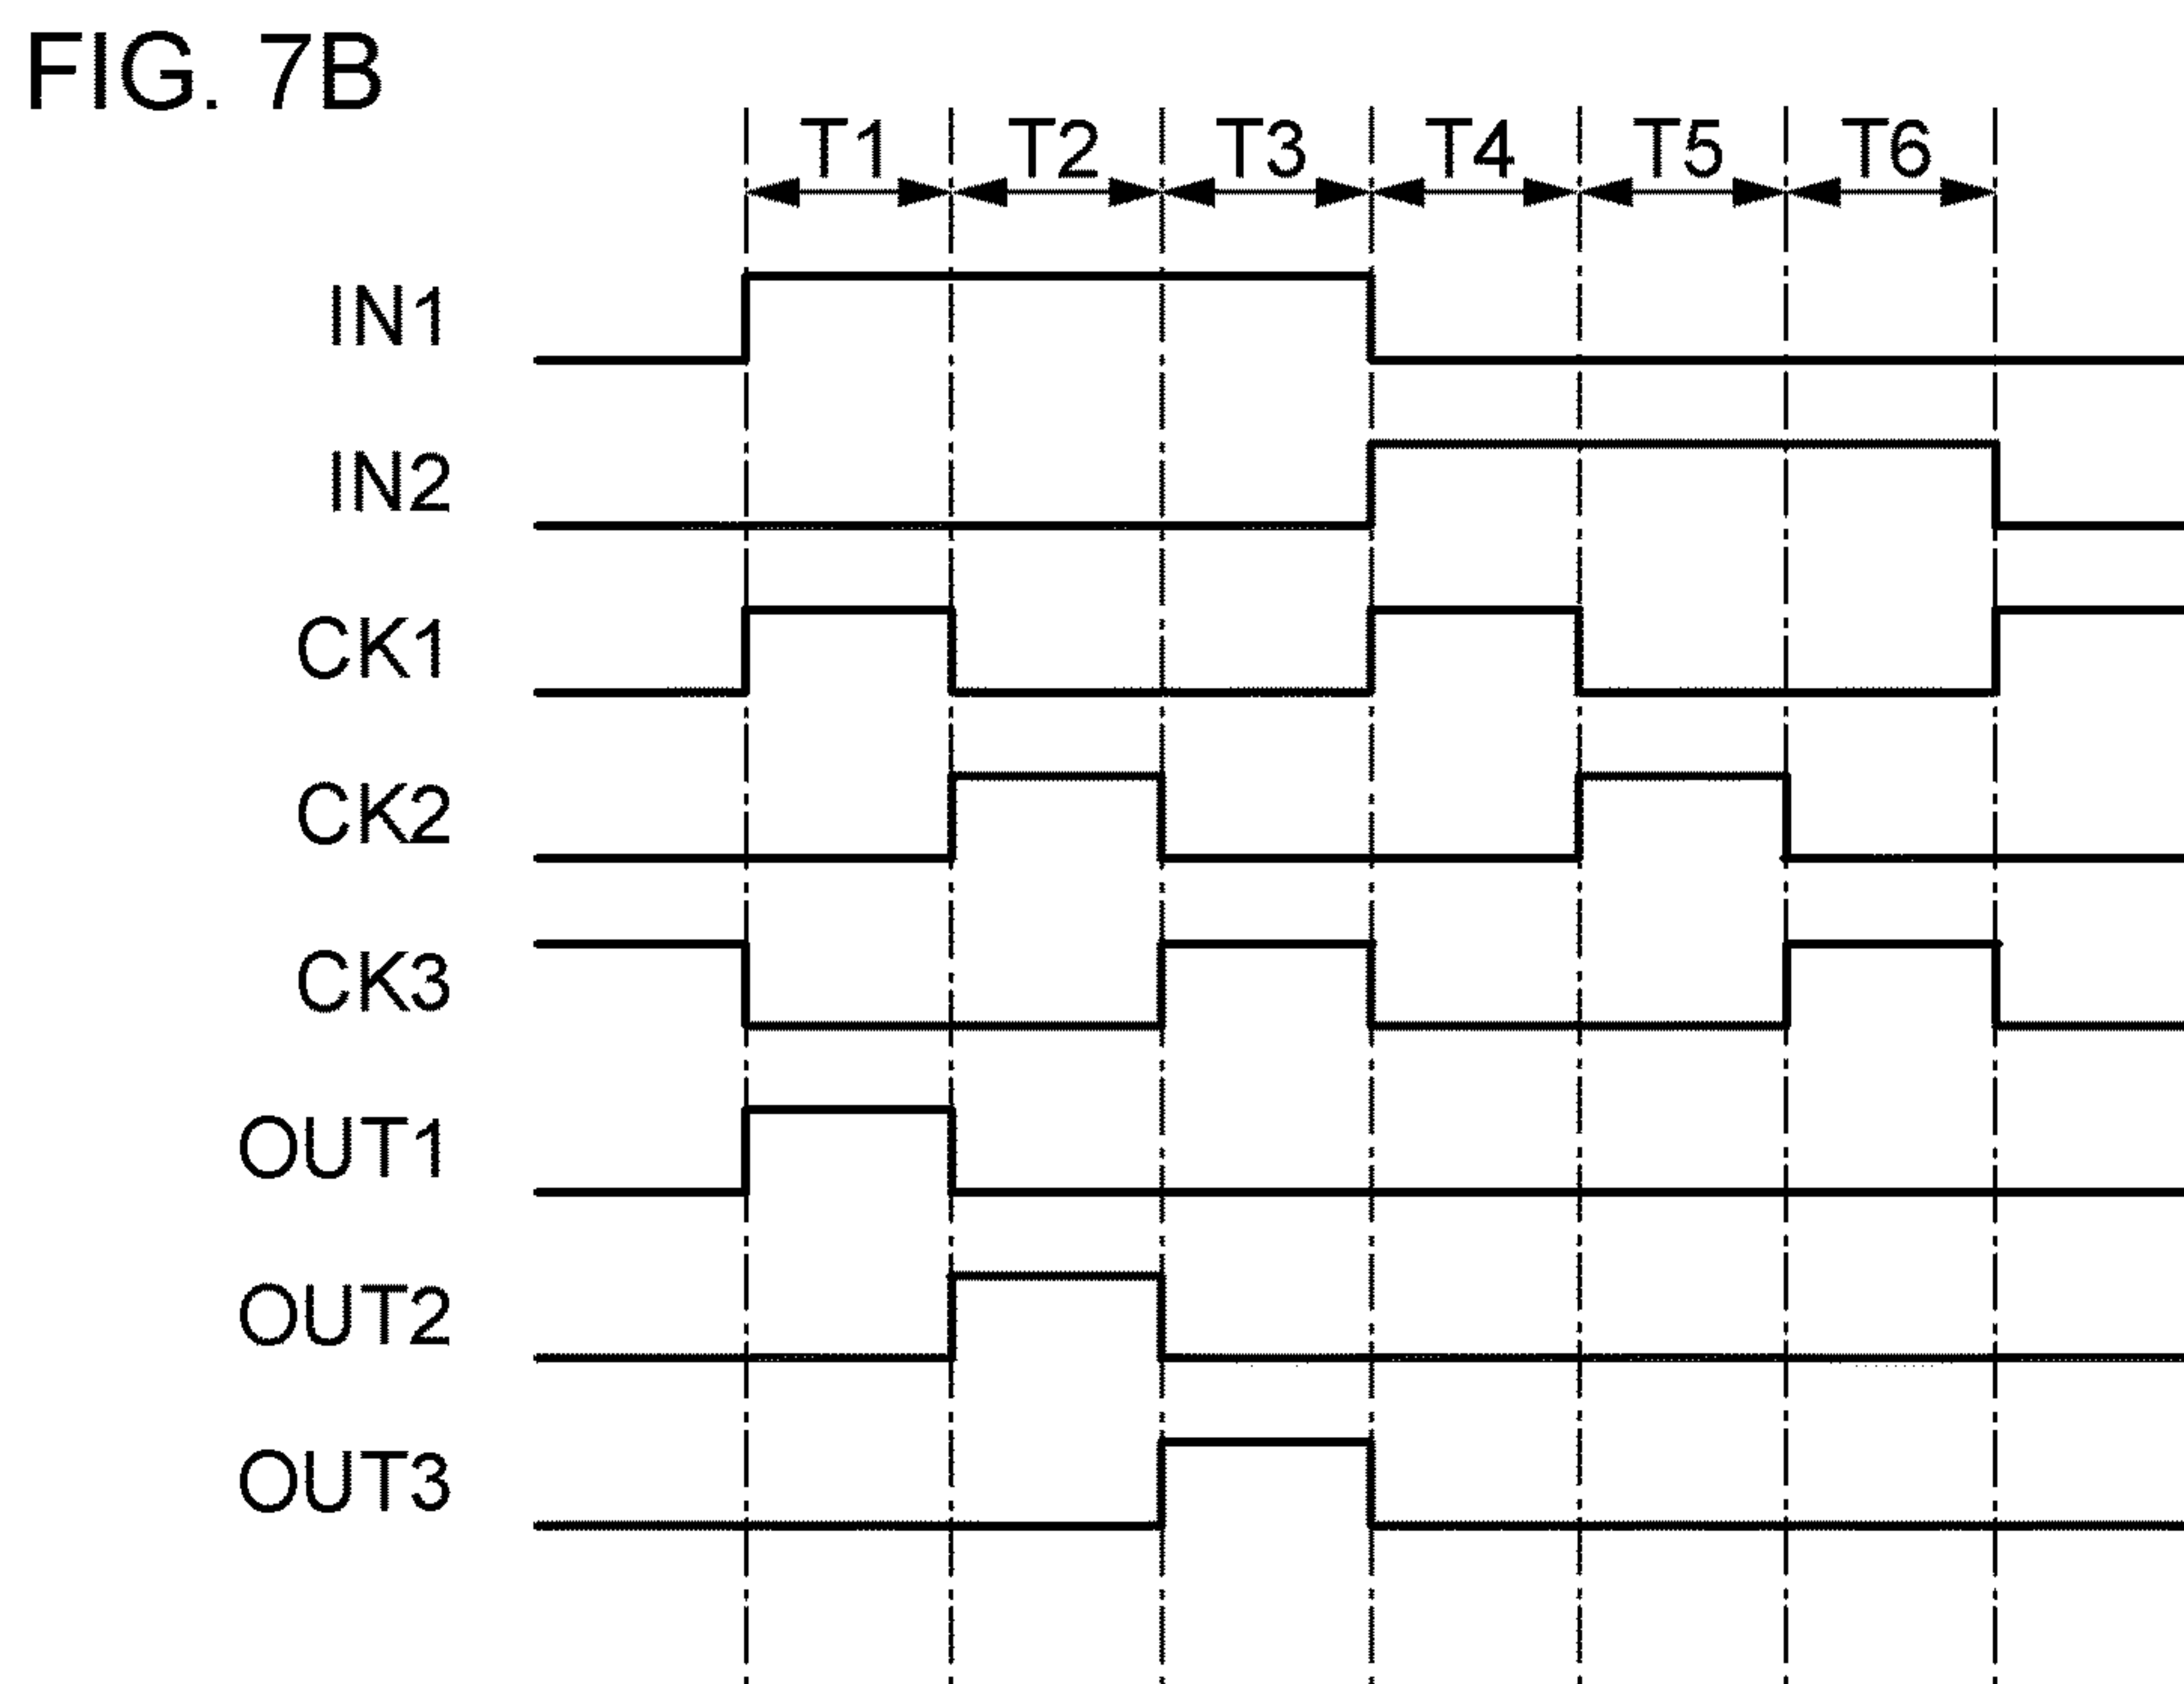 FIG. 7B
T1 T2 T3 T4 T5 T6
IN1
IN2
CK1
CK2
CK3
OUT1
OUT2
OUT3